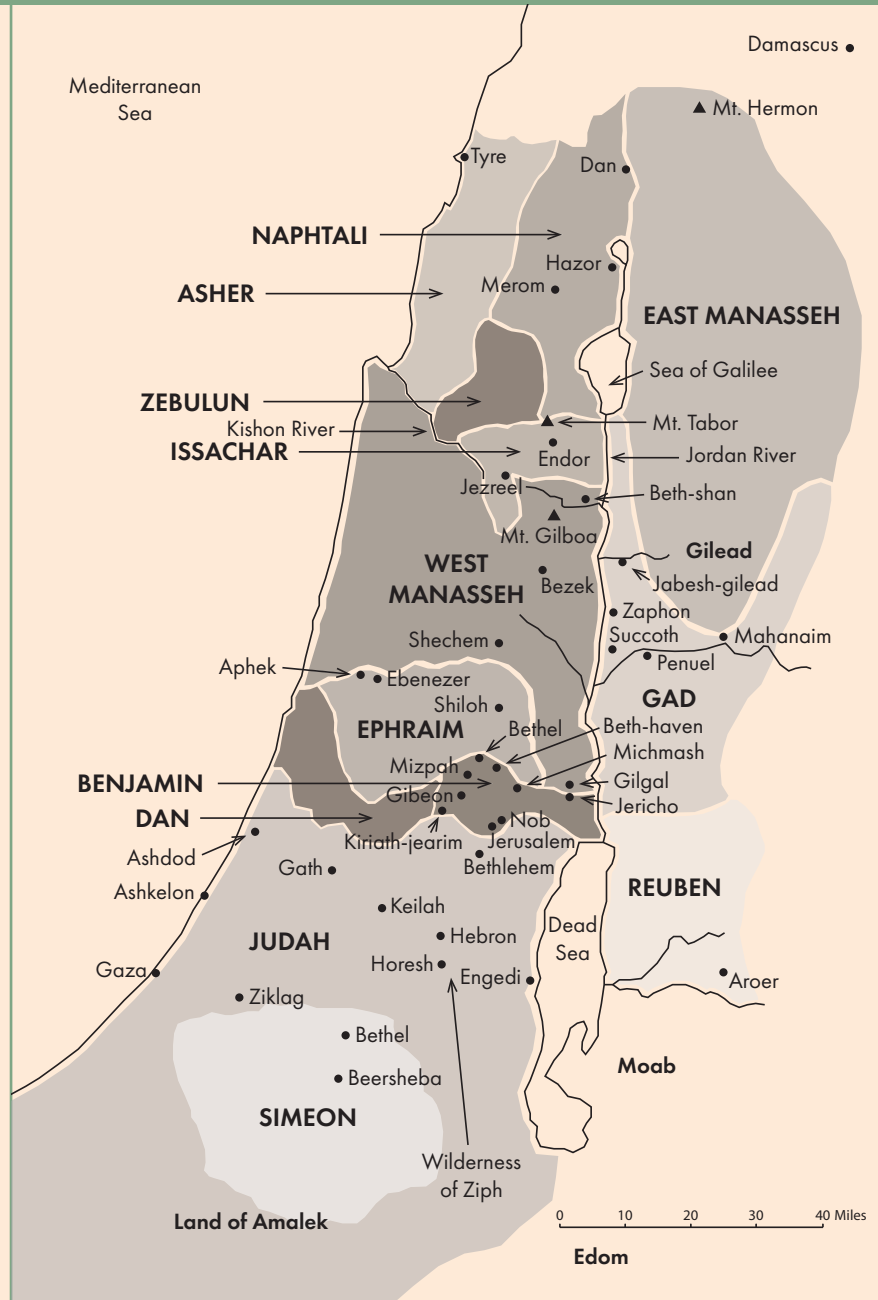 Damascus
Mediterranean
Sea
Mt. Hermon
Tyre
Dan
NAPHTALI
Hazor
Merom
ASHER
EAST MANASSEH
Sea of Galilee
ZEBULUN
Kishon River
Mt. Tabor
ISSACHAR
Endor
Jordan River
Jezreel
Beth-shan
Mt. Gilboa
Gilead
WEST
MANASSEH
Bezek
Jabesh-gilead
Zaphon
Shechem
Succoth
Mahanaim
Penuel
Aphek
Ebenezer
Shiloh
GAD
EPHRAIM
Bethel
Beth-haven
Mizpah
Michmash
BENJAMIN
Gibeon
Gilgal
Jericho
DAN
Nob
Kiriath-jearim
Jerusalem
Ashdod
Gath
Bethlehem
Ashkelon
REUBEN
Keilah
JUDAH
Hebron
Dead
Sea
Horesh
Gaza
Engedi
Aroer
Ziklag
Bethel
Moab
Beersheba
SIMEON
Wilderness
of Ziph
Land of Amalek
0 10 20 30 40 Miles
Edom